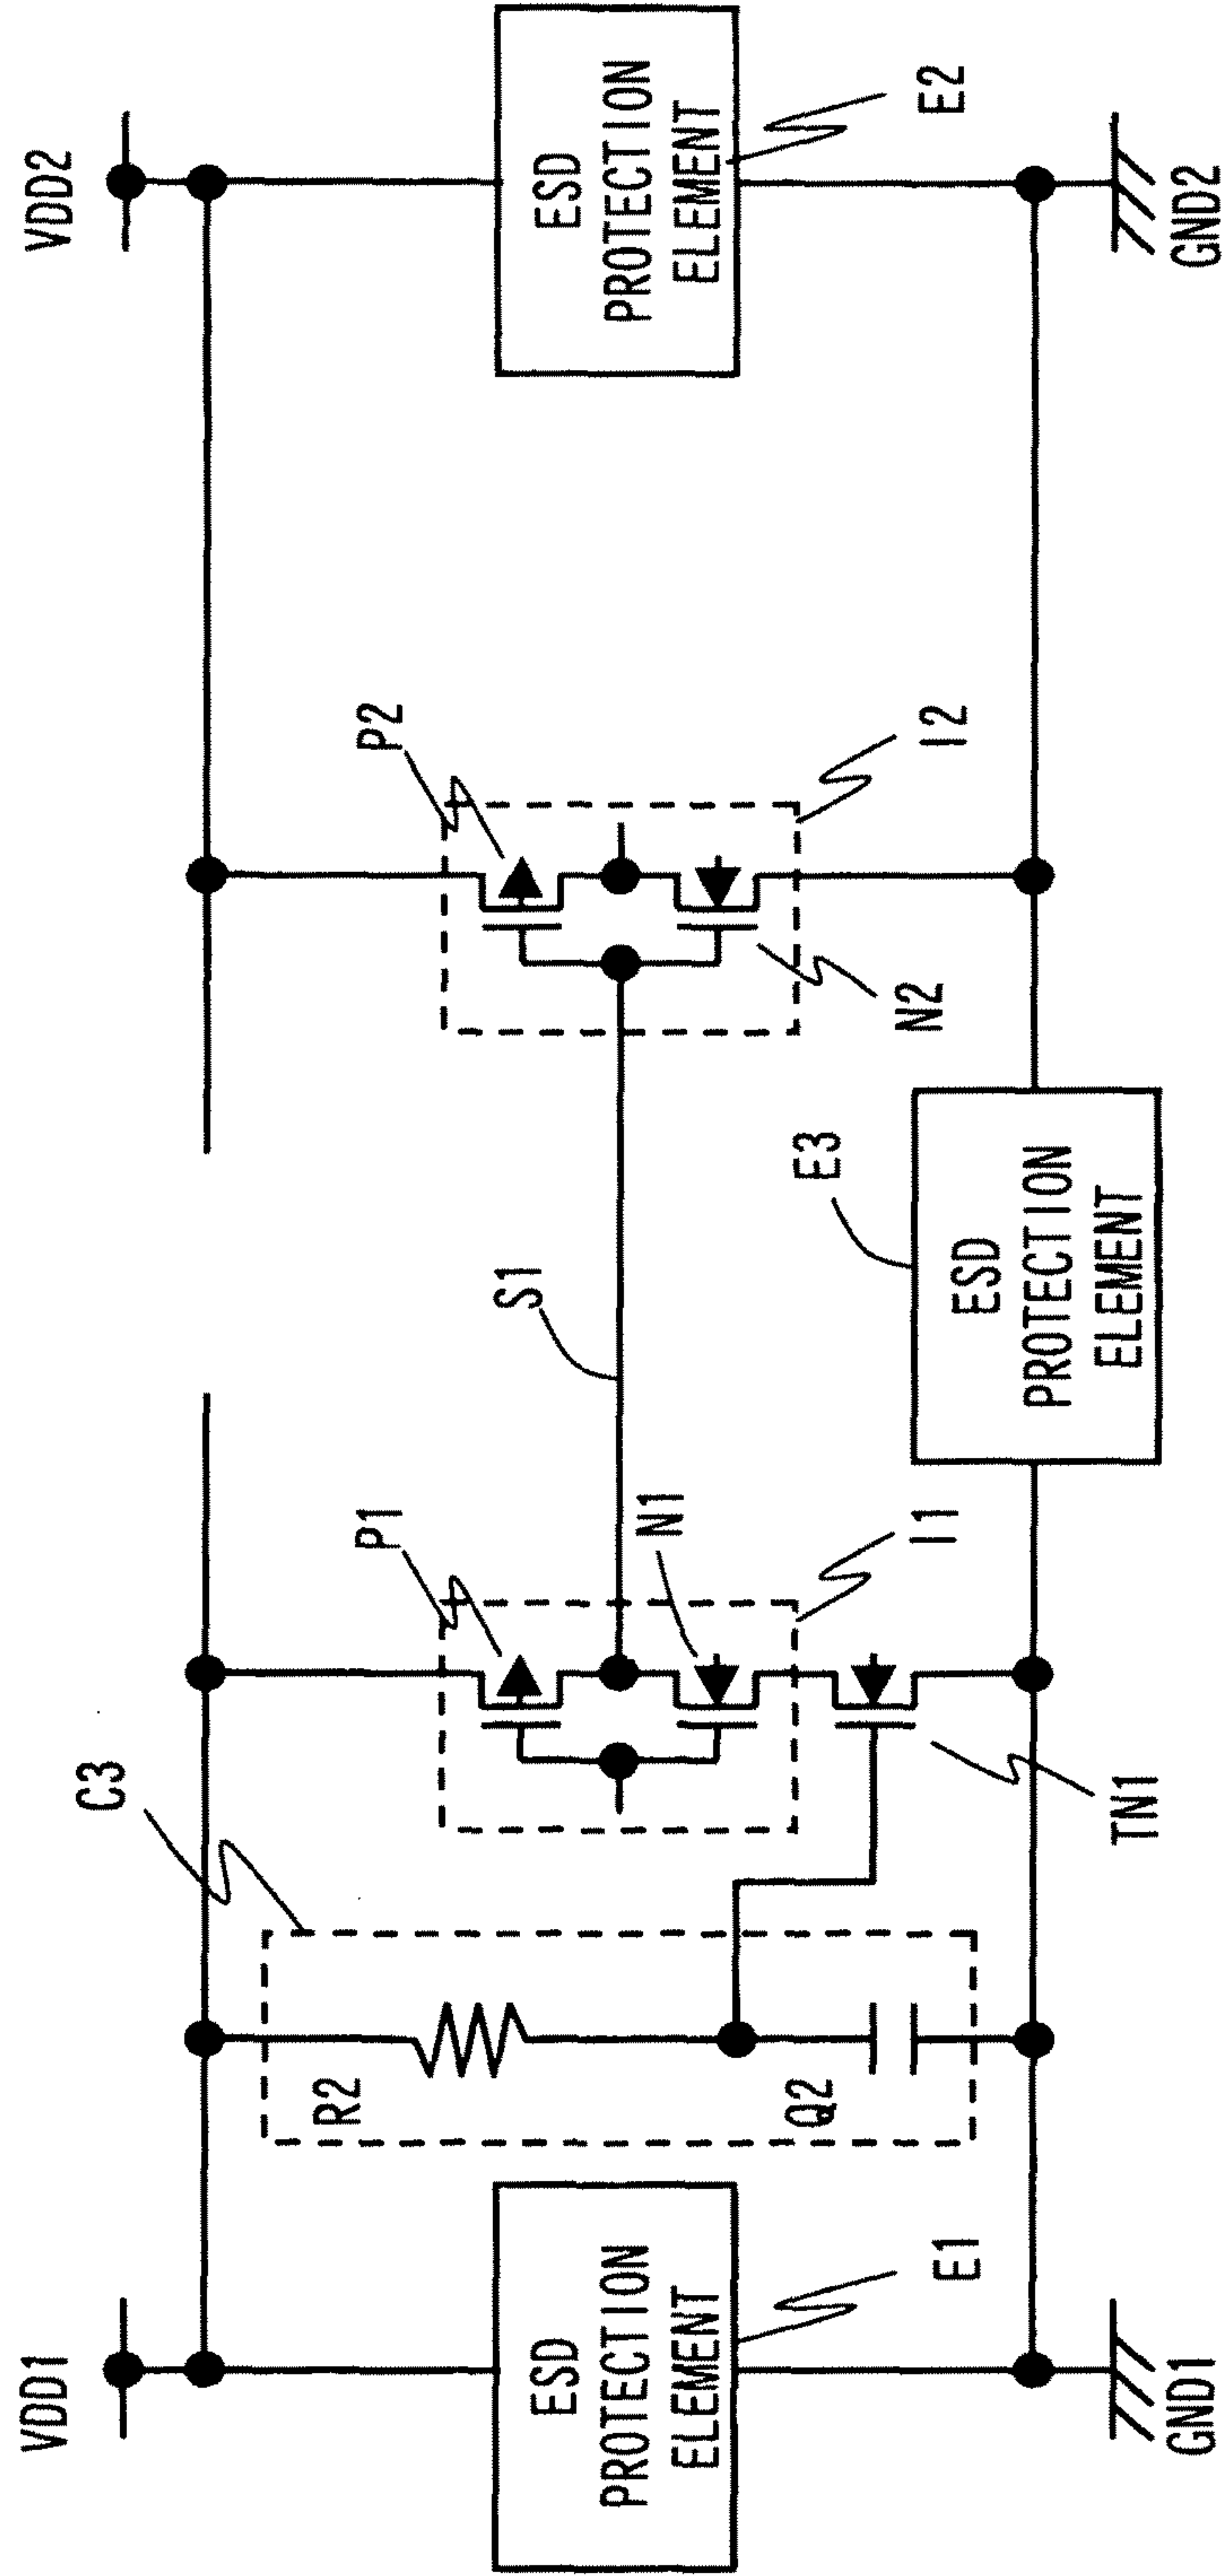 VDD1
VDD2
C3
P1
P2
S1
R2
N1
ESD
PROTECTION
ELEMENT
ESD
PROTECTION
ELEMENT
Q2
E3
E1
I1
N2
I2
E2
ESD
PROTECTION
ELEMENT
TN1
GND1
GND2